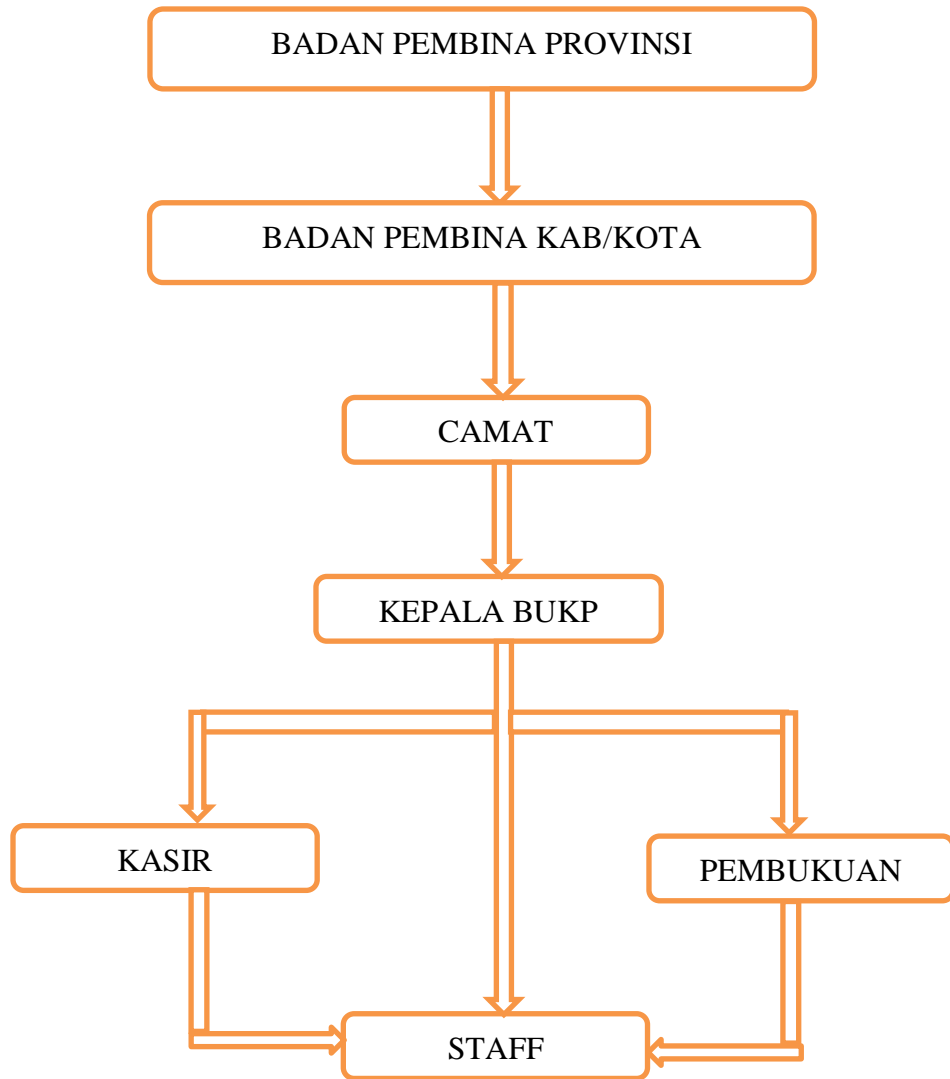 BADAN PEMBINA PROVINSI
BADAN PEMBINA KAB/KOTA
CAMAT
KEPALA BUKP
KASIR
PEMBUKUAN
STAFF